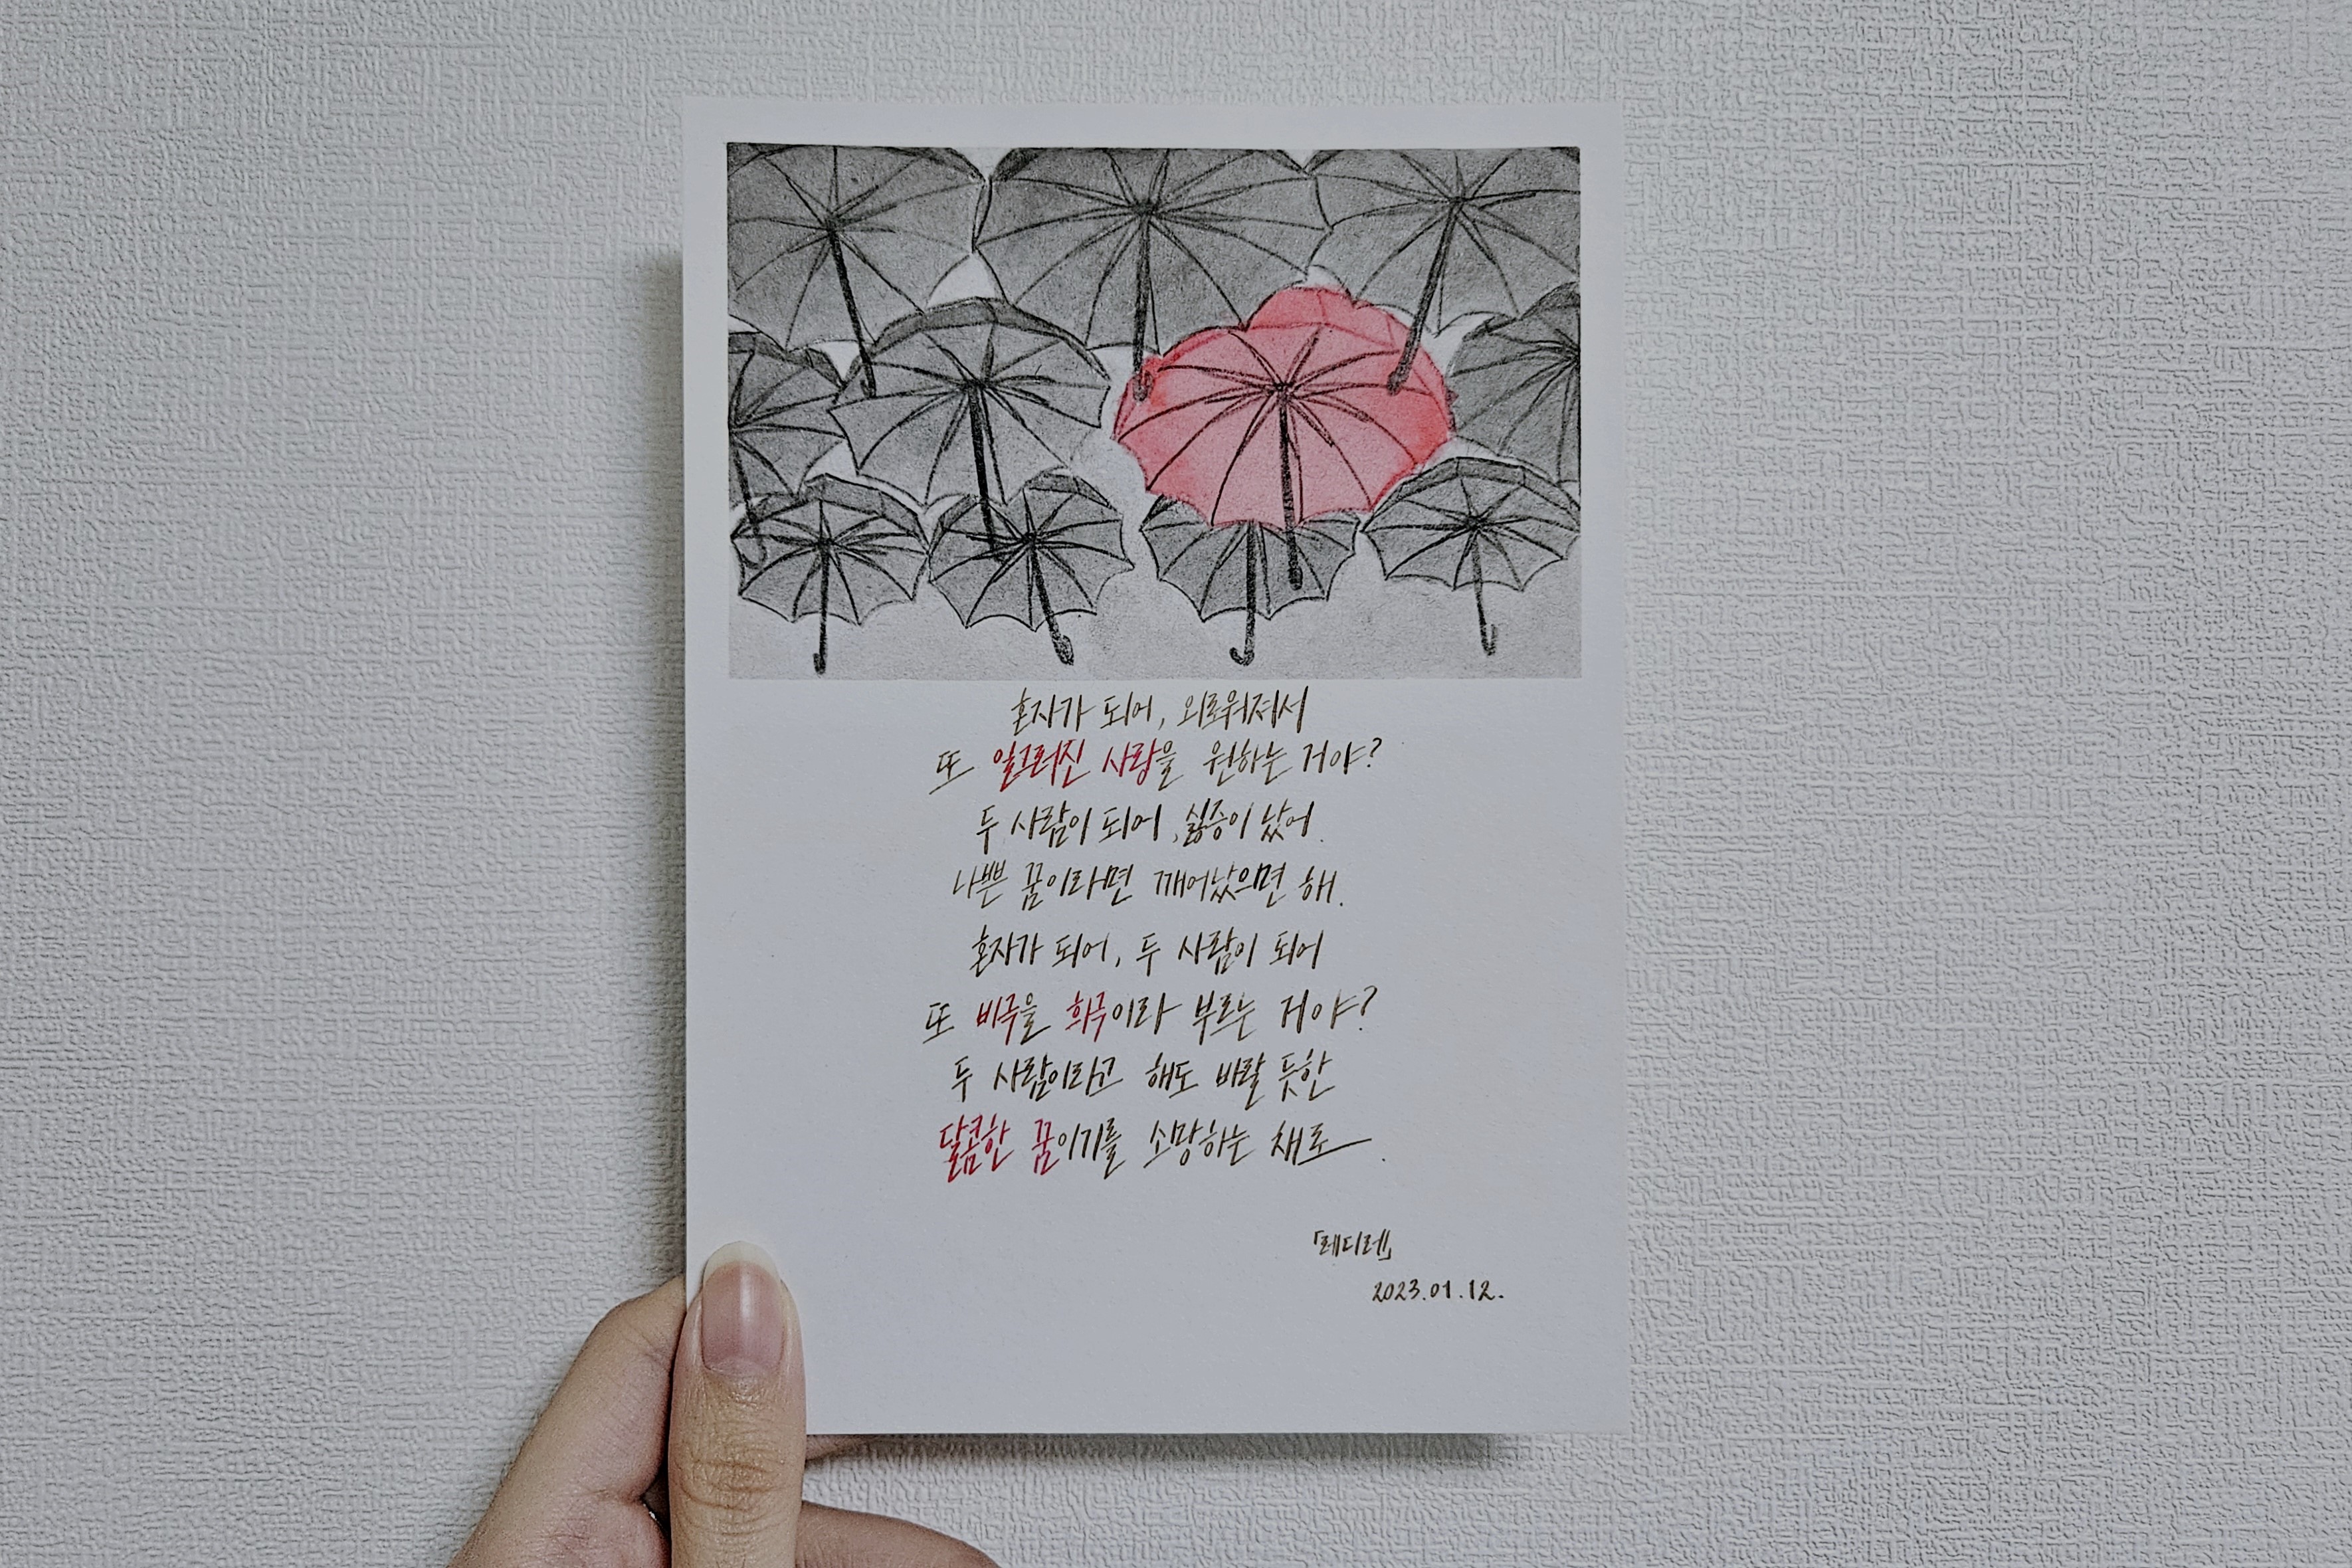 혼자가 되어, 외로워져서
또 일그러진 사랑을 원하는 거야?
두 사람이 되어, 싫증이 났어.
나쁜 꿈이라면 깨어났으면 해.
혼자가 되어, 두 사람이 되어
또 비극을 희극이라 부르는 거야?
두 사람이라고 해도 바랄 듯한
달콤한 꿈이기를 소망하는 채로.
「레디레」
2023.01.12.